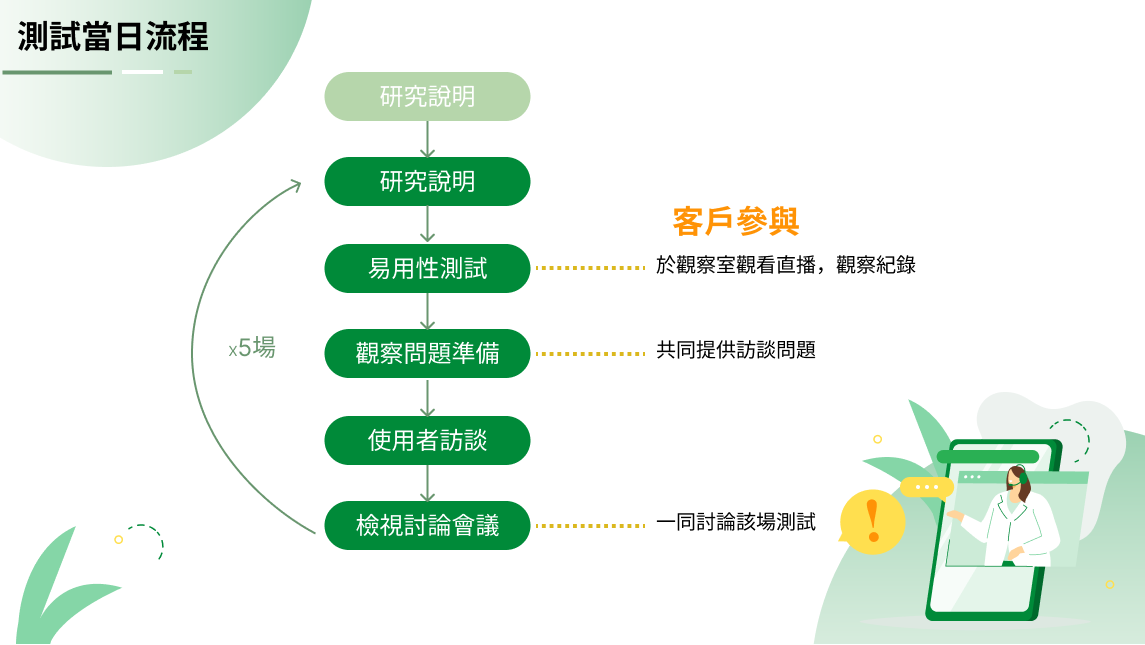 測試當日流程
研究說明
研究說明
客戶參與
易用性測試
於觀察室觀看直播，觀察紀錄
x5場
觀察問題準備
共同提供訪談問題
使用者訪談
檢視討論會議
一同討論該場測試